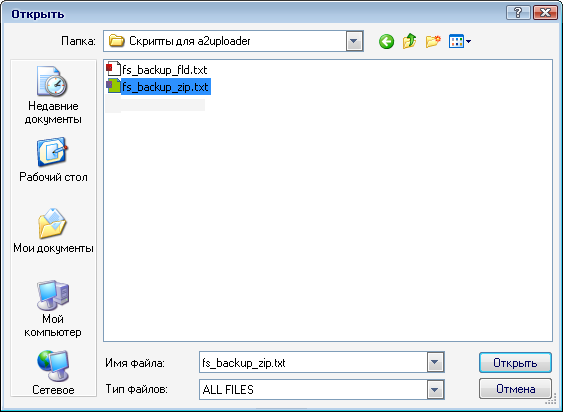 Открыть
Папка: Скрипты для a2uploader
fs_backup_fld.txt
fs_backup_zip.txt
Недавние
документы
Рабочий стол
Мои документы
Мой
компьютер
Сетевое
Имя файла: fs_backup_zip.txt Открыть
Тип файлов: ALL FILES Отмена